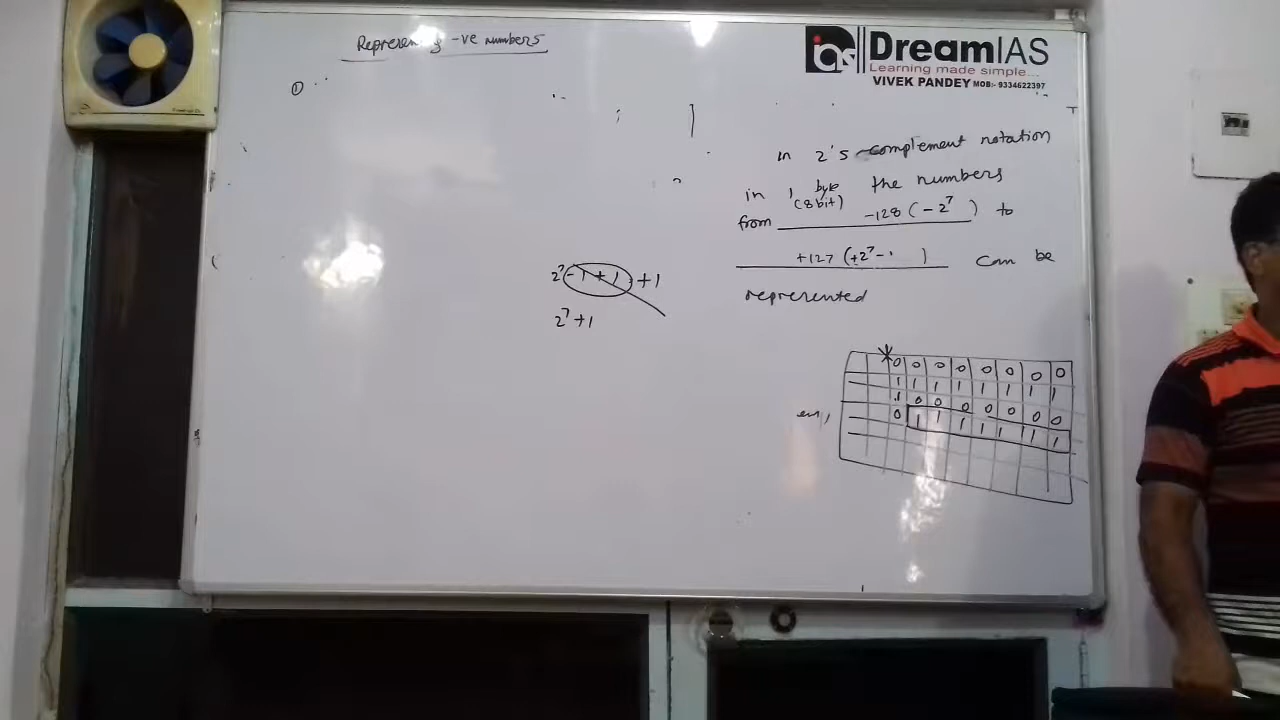 Representing -ve numbers
ias DreamIAS
Learning made simple...
VIVEK PANDEY MOB:- 9334622397
①
in 2's complement notation
in 1 byte (8 bit) the numbers
from -128 (-2⁷) to
+127 (+2⁷-1) can be
represented
2⁷-1+1+1
2⁷+1
0 0 0 0 0 0 0 0
1 1 1 1 1 1 1 1
1 0 0 0 0 0 0 0
0 1 1 1 1 1 1 1